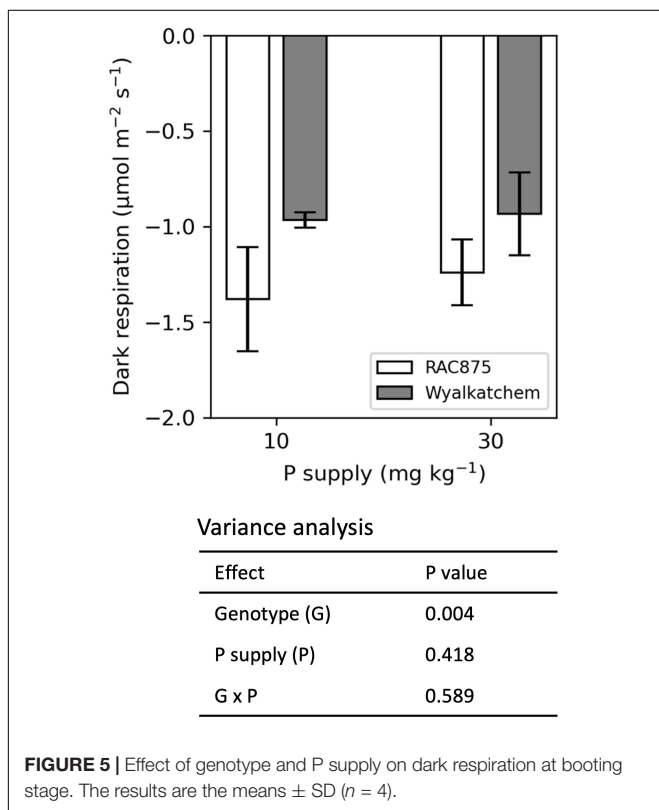 0.0
−0.5
−1.0
−1.5
−2.0
Dark respiration (µmol m⁻² s⁻¹)
RAC875
Wyalkatchem
10 30
P supply (mg kg⁻¹)
Variance analysis
Effect P value
Genotype (G) 0.004
P supply (P) 0.418
G x P 0.589
FIGURE 5 | Effect of genotype and P supply on dark respiration at booting
stage. The results are the means ± SD (n = 4).